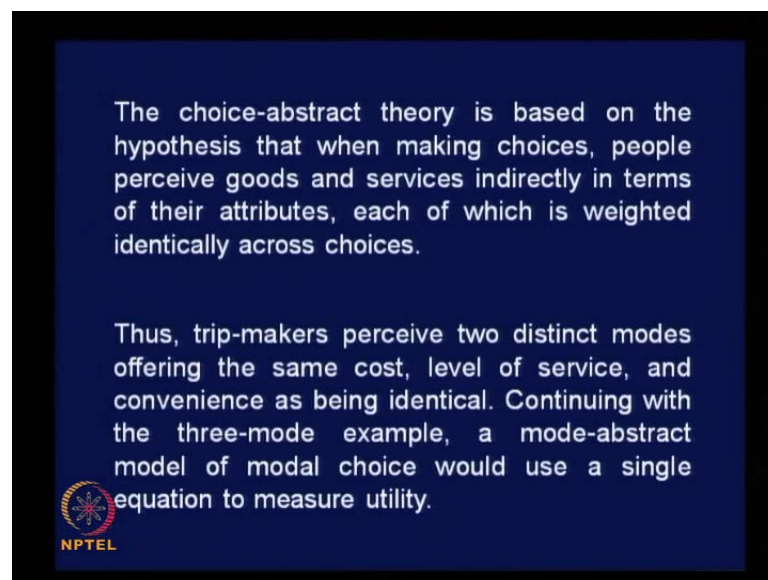 The choice-abstract theory is based on the
hypothesis that when making choices, people
perceive goods and services indirectly in terms
of their attributes, each of which is weighted
identically across choices.
Thus, trip-makers perceive two distinct modes
offering the same cost, level of service, and
convenience as being identical. Continuing with
the three-mode example, a mode-abstract
model of modal choice would use a single
equation to measure utility.
NPTEL